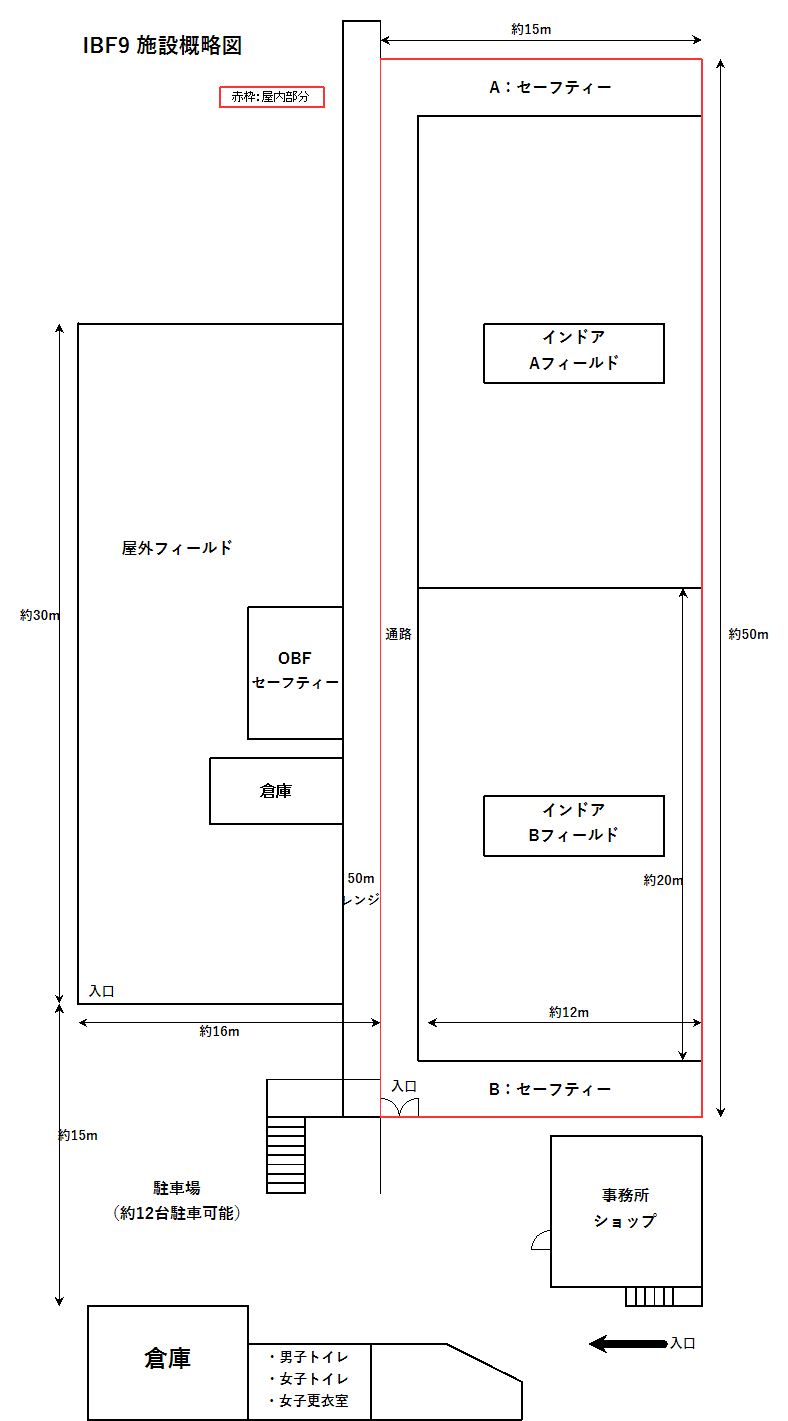 IBF9 施設概略図
約15m
赤枠：屋内部分
A：セーフティー
インドア
Aフィールド
屋外フィールド
約30m
通路
約50m
OBF
セーフティー
倉庫
インドア
Bフィールド
50m
レンジ
約20m
入口
約16m
約12m
入口
B：セーフティー
約15m
駐車場
（約12台駐車可能）
事務所
ショップ
入口
倉庫
・男子トイレ
・女子トイレ
・女子更衣室